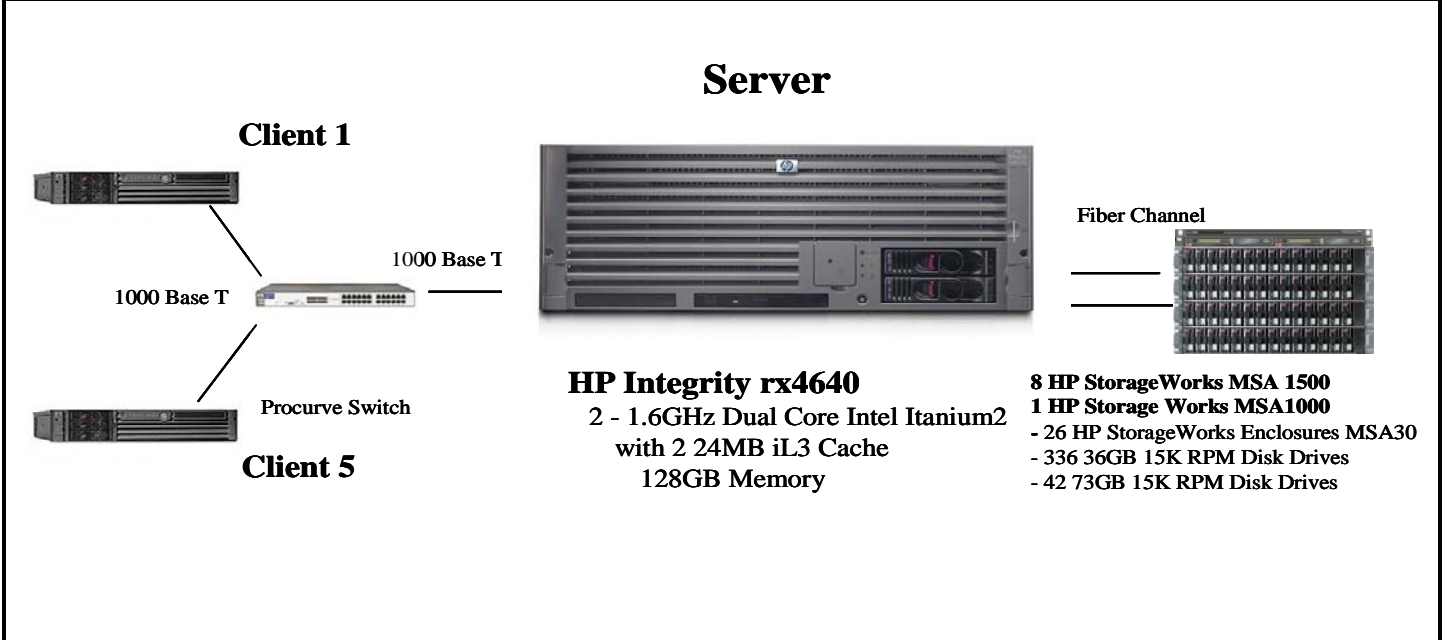 Server
Client 1
1000 Base T
1000 Base T
Procurve Switch
Client 5
hp
HP Integrity rx4640
2 - 1.6GHz Dual Core Intel Itanium2
with 2 24MB iL3 Cache
128GB Memory
Fiber Channel
8 HP StorageWorks MSA 1500
1 HP Storage Works MSA1000
- 26 HP StorageWorks Enclosures MSA30
- 336 36GB 15K RPM Disk Drives
- 42 73GB 15K RPM Disk Drives